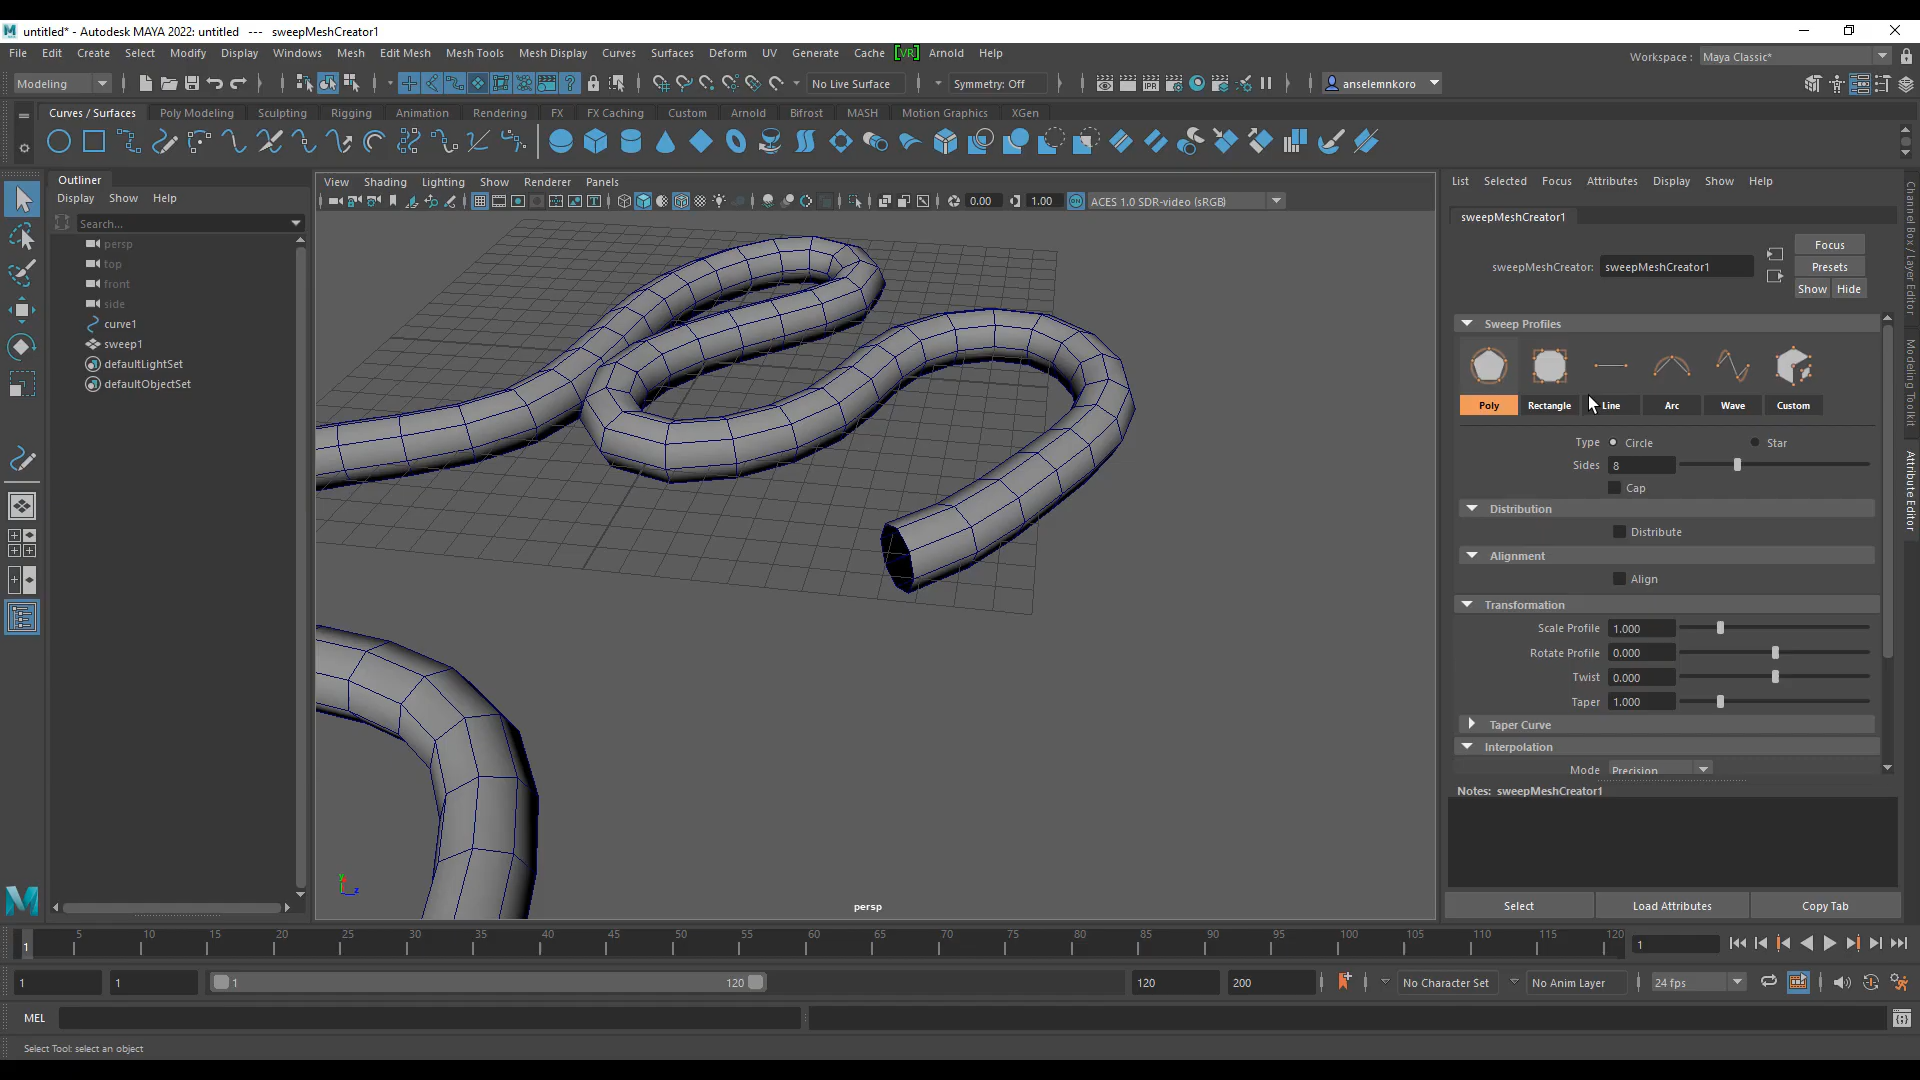 untitled* - Autodesk MAYA 2022: untitled --- sweepMeshCreator1
File Edit Create Select Modify Display Windows Mesh Edit Mesh Mesh Tools Mesh Display Curves Surfaces Deform UV Generate Cache [VR] Arnold Help
Workspace : Maya Classic*
Modeling
No Live Surface
Symmetry: Off
IPR
anselemnkoro
Curves / Surfaces Poly Modeling Sculpting Rigging Animation Rendering FX FX Caching Custom Arnold Bifrost MASH Motion Graphics XGen
Outliner
Display Show Help
Search...
persp
top
front
side
curve1
sweep1
defaultLightSet
defaultObjectSet
View Shading Lighting Show Renderer Panels
0.00
1.00
ACES 1.0 SDR-video (sRGB)
persp
y
z
List Selected Focus Attributes Display Show Help
sweepMeshCreator1
sweepMeshCreator: sweepMeshCreator1
Focus
Presets
Show Hide
Sweep Profiles
Poly Rectangle Line Arc Wave Custom
Type Circle Star
Sides 8
Cap
Distribution
Distribute
Alignment
Align
Transformation
Scale Profile 1.000
Rotate Profile 0.000
Twist 0.000
Taper 1.000
Taper Curve
Interpolation
Mode Precision
Notes: sweepMeshCreator1
Select Load Attributes Copy Tab
Channel Box / Layer Editor
Modeling Toolkit
Attribute Editor
1 5 10 15 20 25 30 35 40 45 50 55 60 65 70 75 80 85 90 95 100 105 110 115 120
1
1 1 1 120 120 200
No Character Set
No Anim Layer
24 fps
MEL
Select Tool: select an object